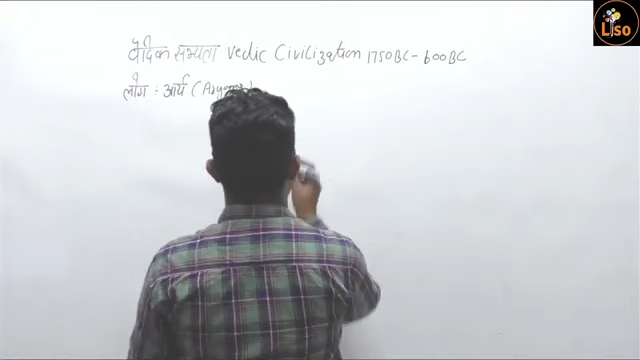 वैदिक सभ्यता Vedic Civilization 1750BC - 600BC
लोग : आर्य
Liso